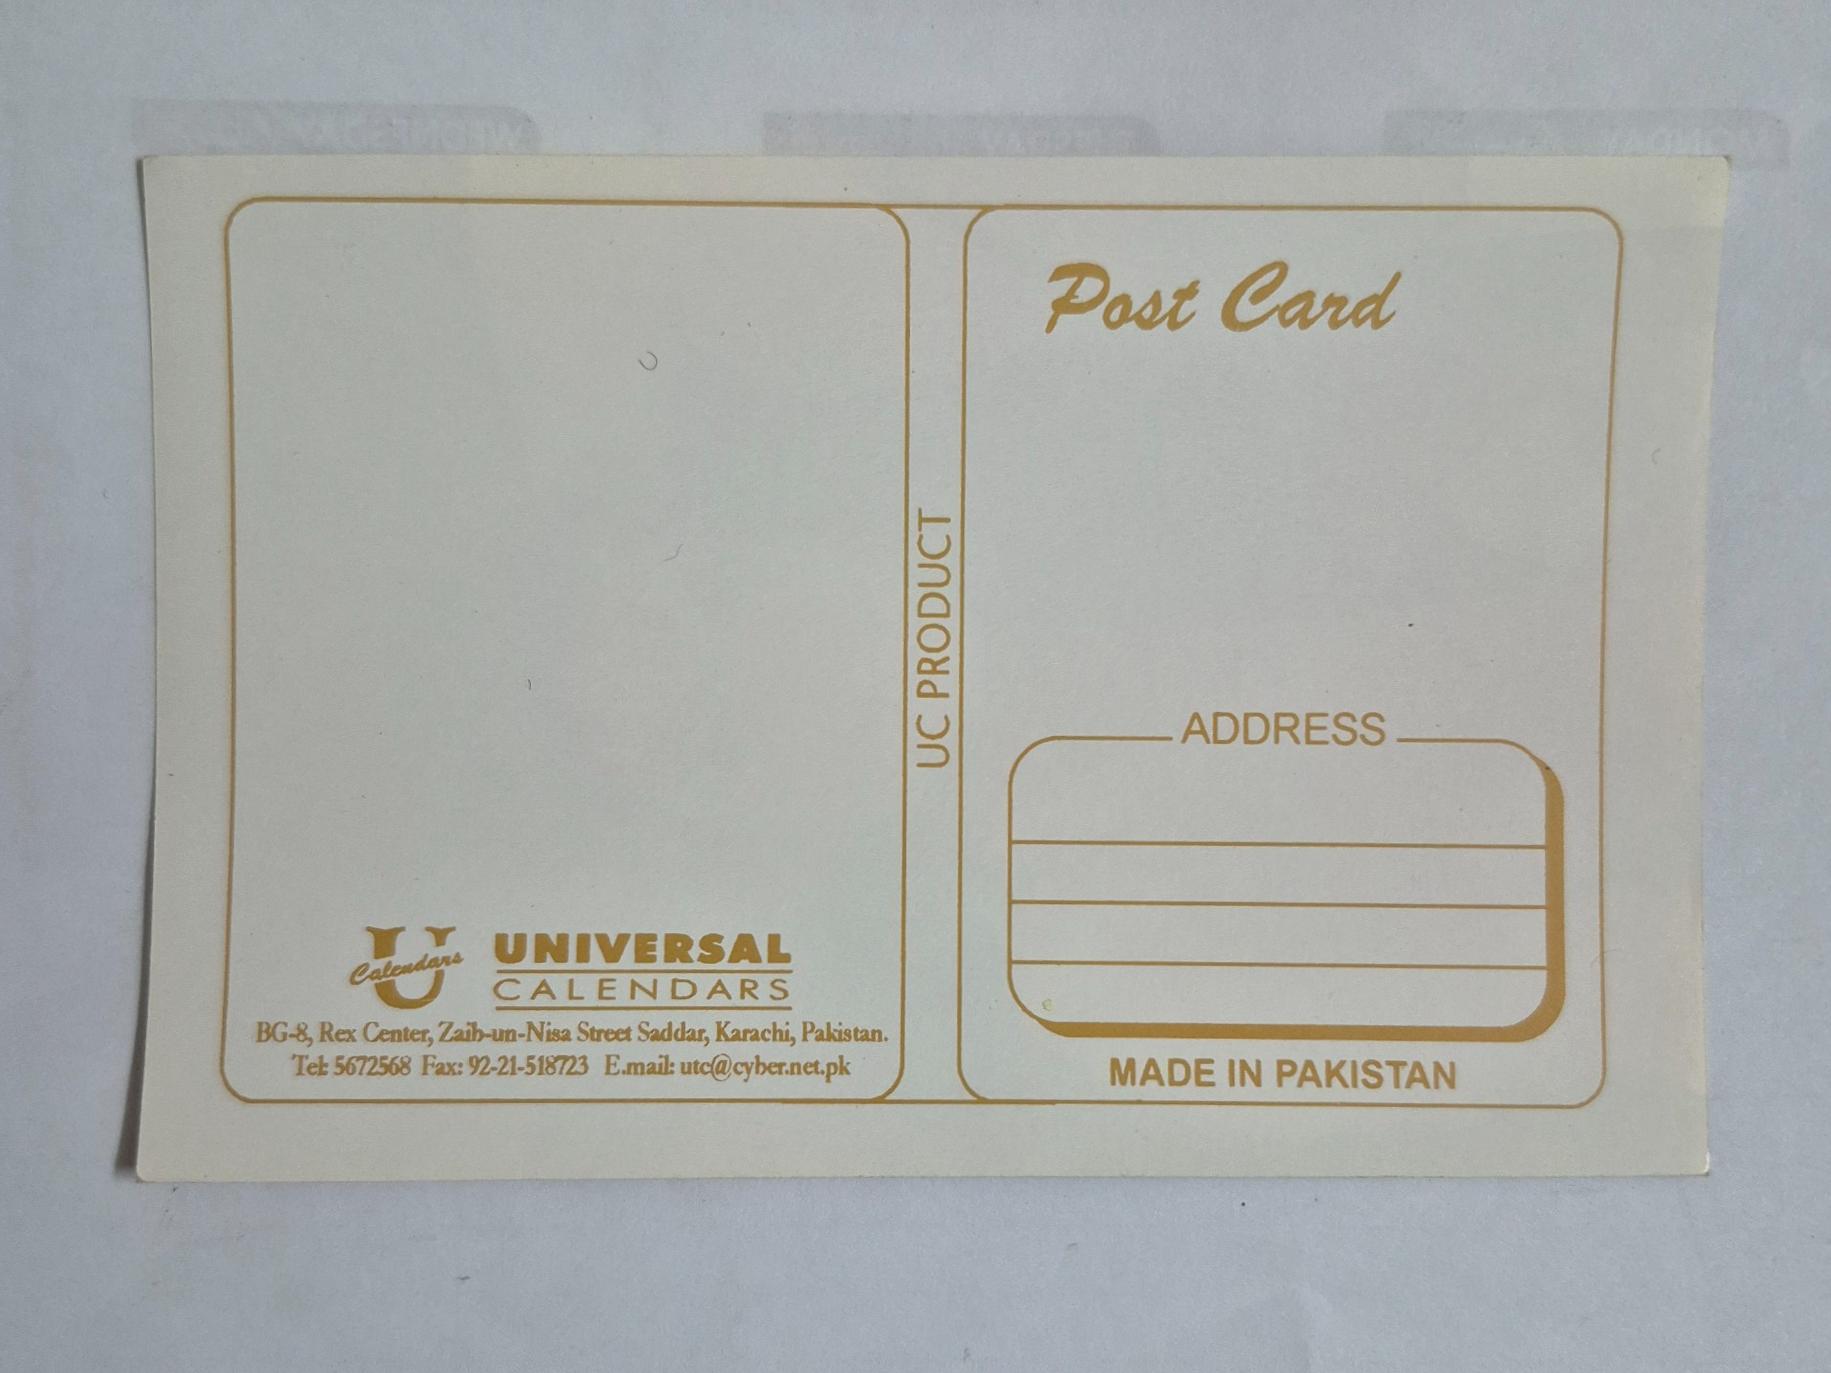 Post Card
UC PRODUCT
ADDRESS
U
Calendars
UNIVERSAL
CALENDARS
BG-8, Rex Center, Zaib-un-Nisa Street Saddar, Karachi, Pakistan.
Tel: 5672568 Fax: 92-21-518723 E.mail: utc@cyber.net.pk
MADE IN PAKISTAN